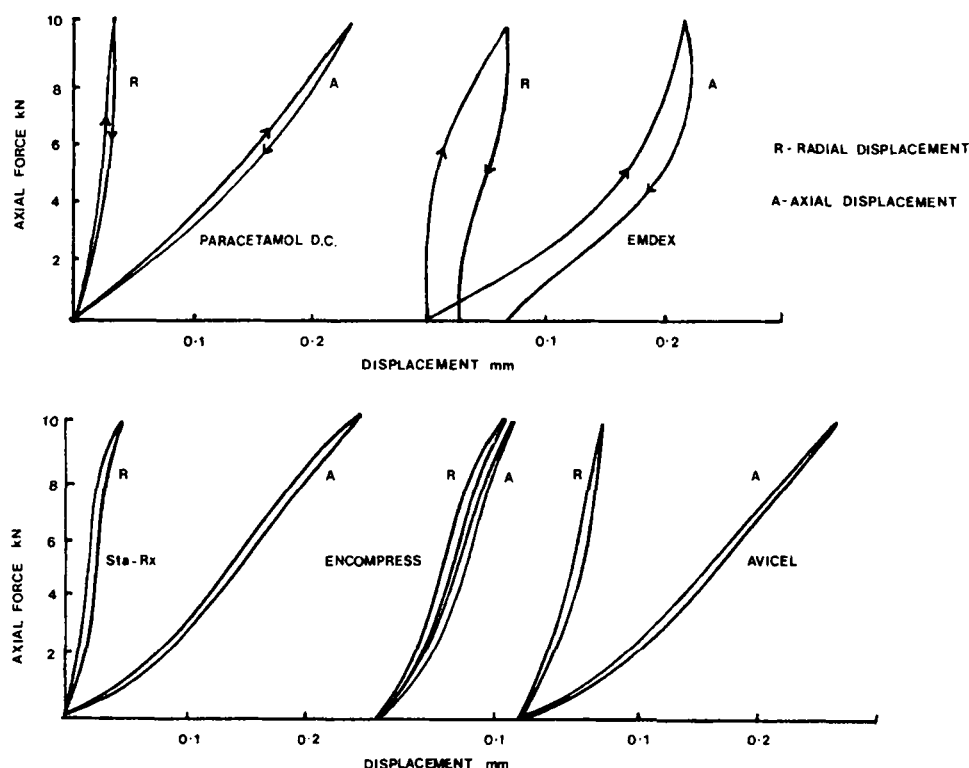 10
8
6
4
2
AXIAL FORCE kN
R
A
PARACETAMOL D.C.
R
A
EMDEX
R - RADIAL DISPLACEMENT
A-AXIAL DISPLACEMENT
0·1
0·2
0·1
0·2
DISPLACEMENT mm
10
8
6
4
2
AXIAL FORCE kN
R
A
Sta-Rx
R
A
ENCOMPRESS
R
A
AVICEL
0·1
0·2
0·1
0·1
0·2
DISPLACEMENT mm